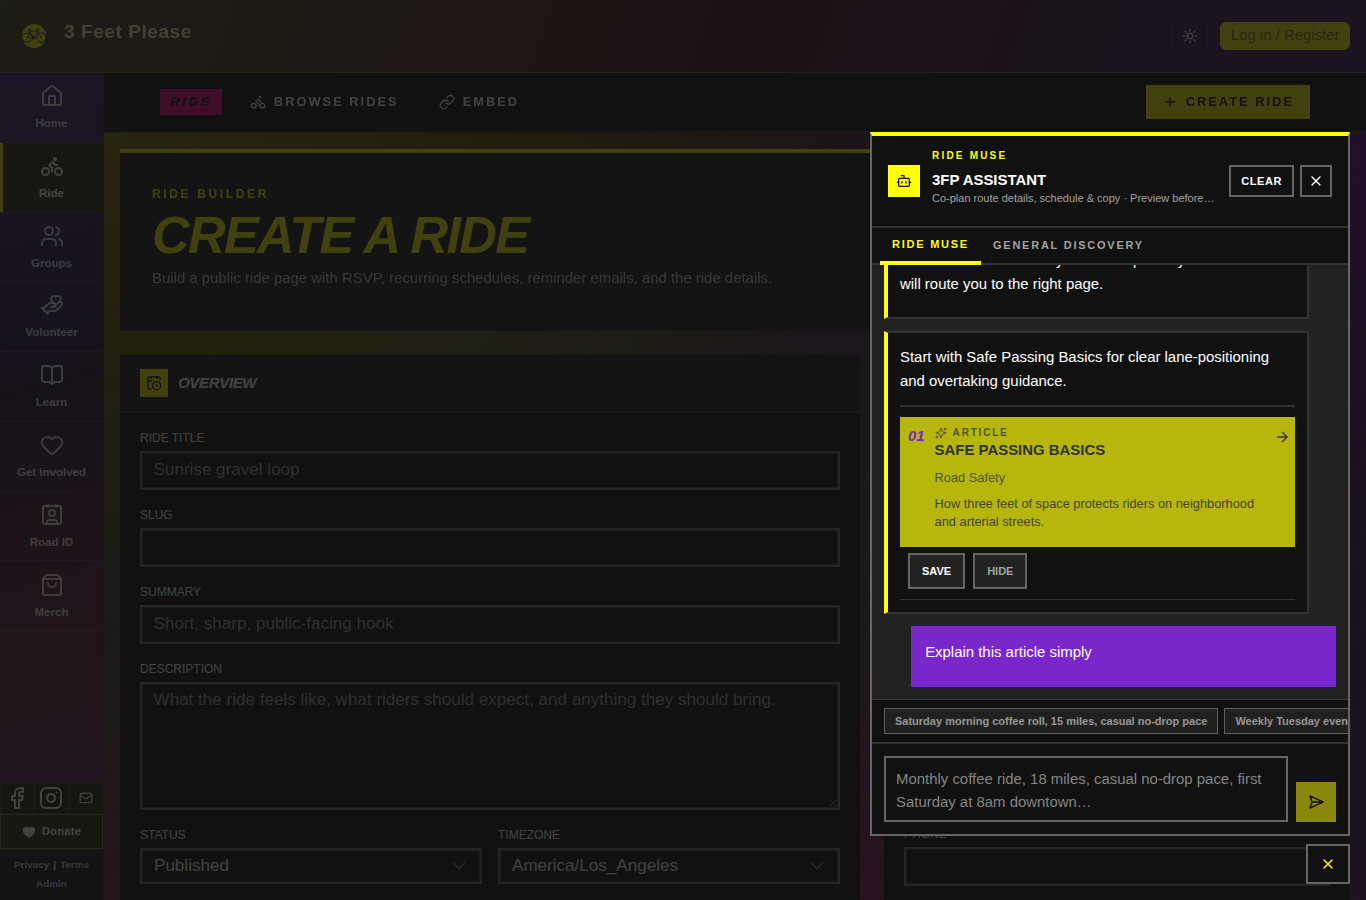 3 Feet Please
Log in / Register
Home
Ride
Groups
Volunteer
Learn
Get involved
Road ID
Merch
Donate
Privacy | Terms
Admin
RIDE
BROWSE RIDES
EMBED
CREATE RIDE
RIDE BUILDER
CREATE A RIDE
Build a public ride page with RSVP, recurring schedules, reminder emails, and the ride details.
OVERVIEW
RIDE TITLE
Sunrise gravel loop
SLUG
SUMMARY
Short, sharp, public-facing hook
DESCRIPTION
What the ride feels like, what riders should expect, and anything they should bring.
STATUS
TIMEZONE
Published
America/Los_Angeles
RIDE MUSE
3FP ASSISTANT
Co-plan route details, schedule & copy · Preview before…
CLEAR
RIDE MUSE
GENERAL DISCOVERY
will route you to the right page.
Start with Safe Passing Basics for clear lane-positioning
and overtaking guidance.
01
ARTICLE
SAFE PASSING BASICS
Road Safety
How three feet of space protects riders on neighborhood
and arterial streets.
SAVE
HIDE
Explain this article simply
Saturday morning coffee roll, 15 miles, casual no-drop pace
Weekly Tuesday even
Monthly coffee ride, 18 miles, casual no-drop pace, first
Saturday at 8am downtown…